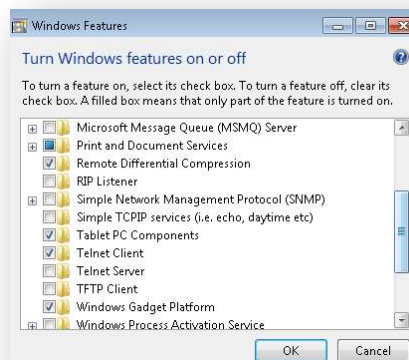 Windows Features
Turn Windows features on or off
To turn a feature on, select its check box. To turn a feature off, clear its
check box. A filled box means that only part of the feature is turned on.
Microsoft Message Queue (MSMQ) Server
Print and Document Services
Remote Differential Compression
RIP Listener
Simple Network Management Protocol (SNMP)
Simple TCPIP services (i.e. echo, daytime etc)
Tablet PC Components
Telnet Client
Telnet Server
TFTP Client
Windows Gadget Platform
Windows Process Activation Service
OK Cancel